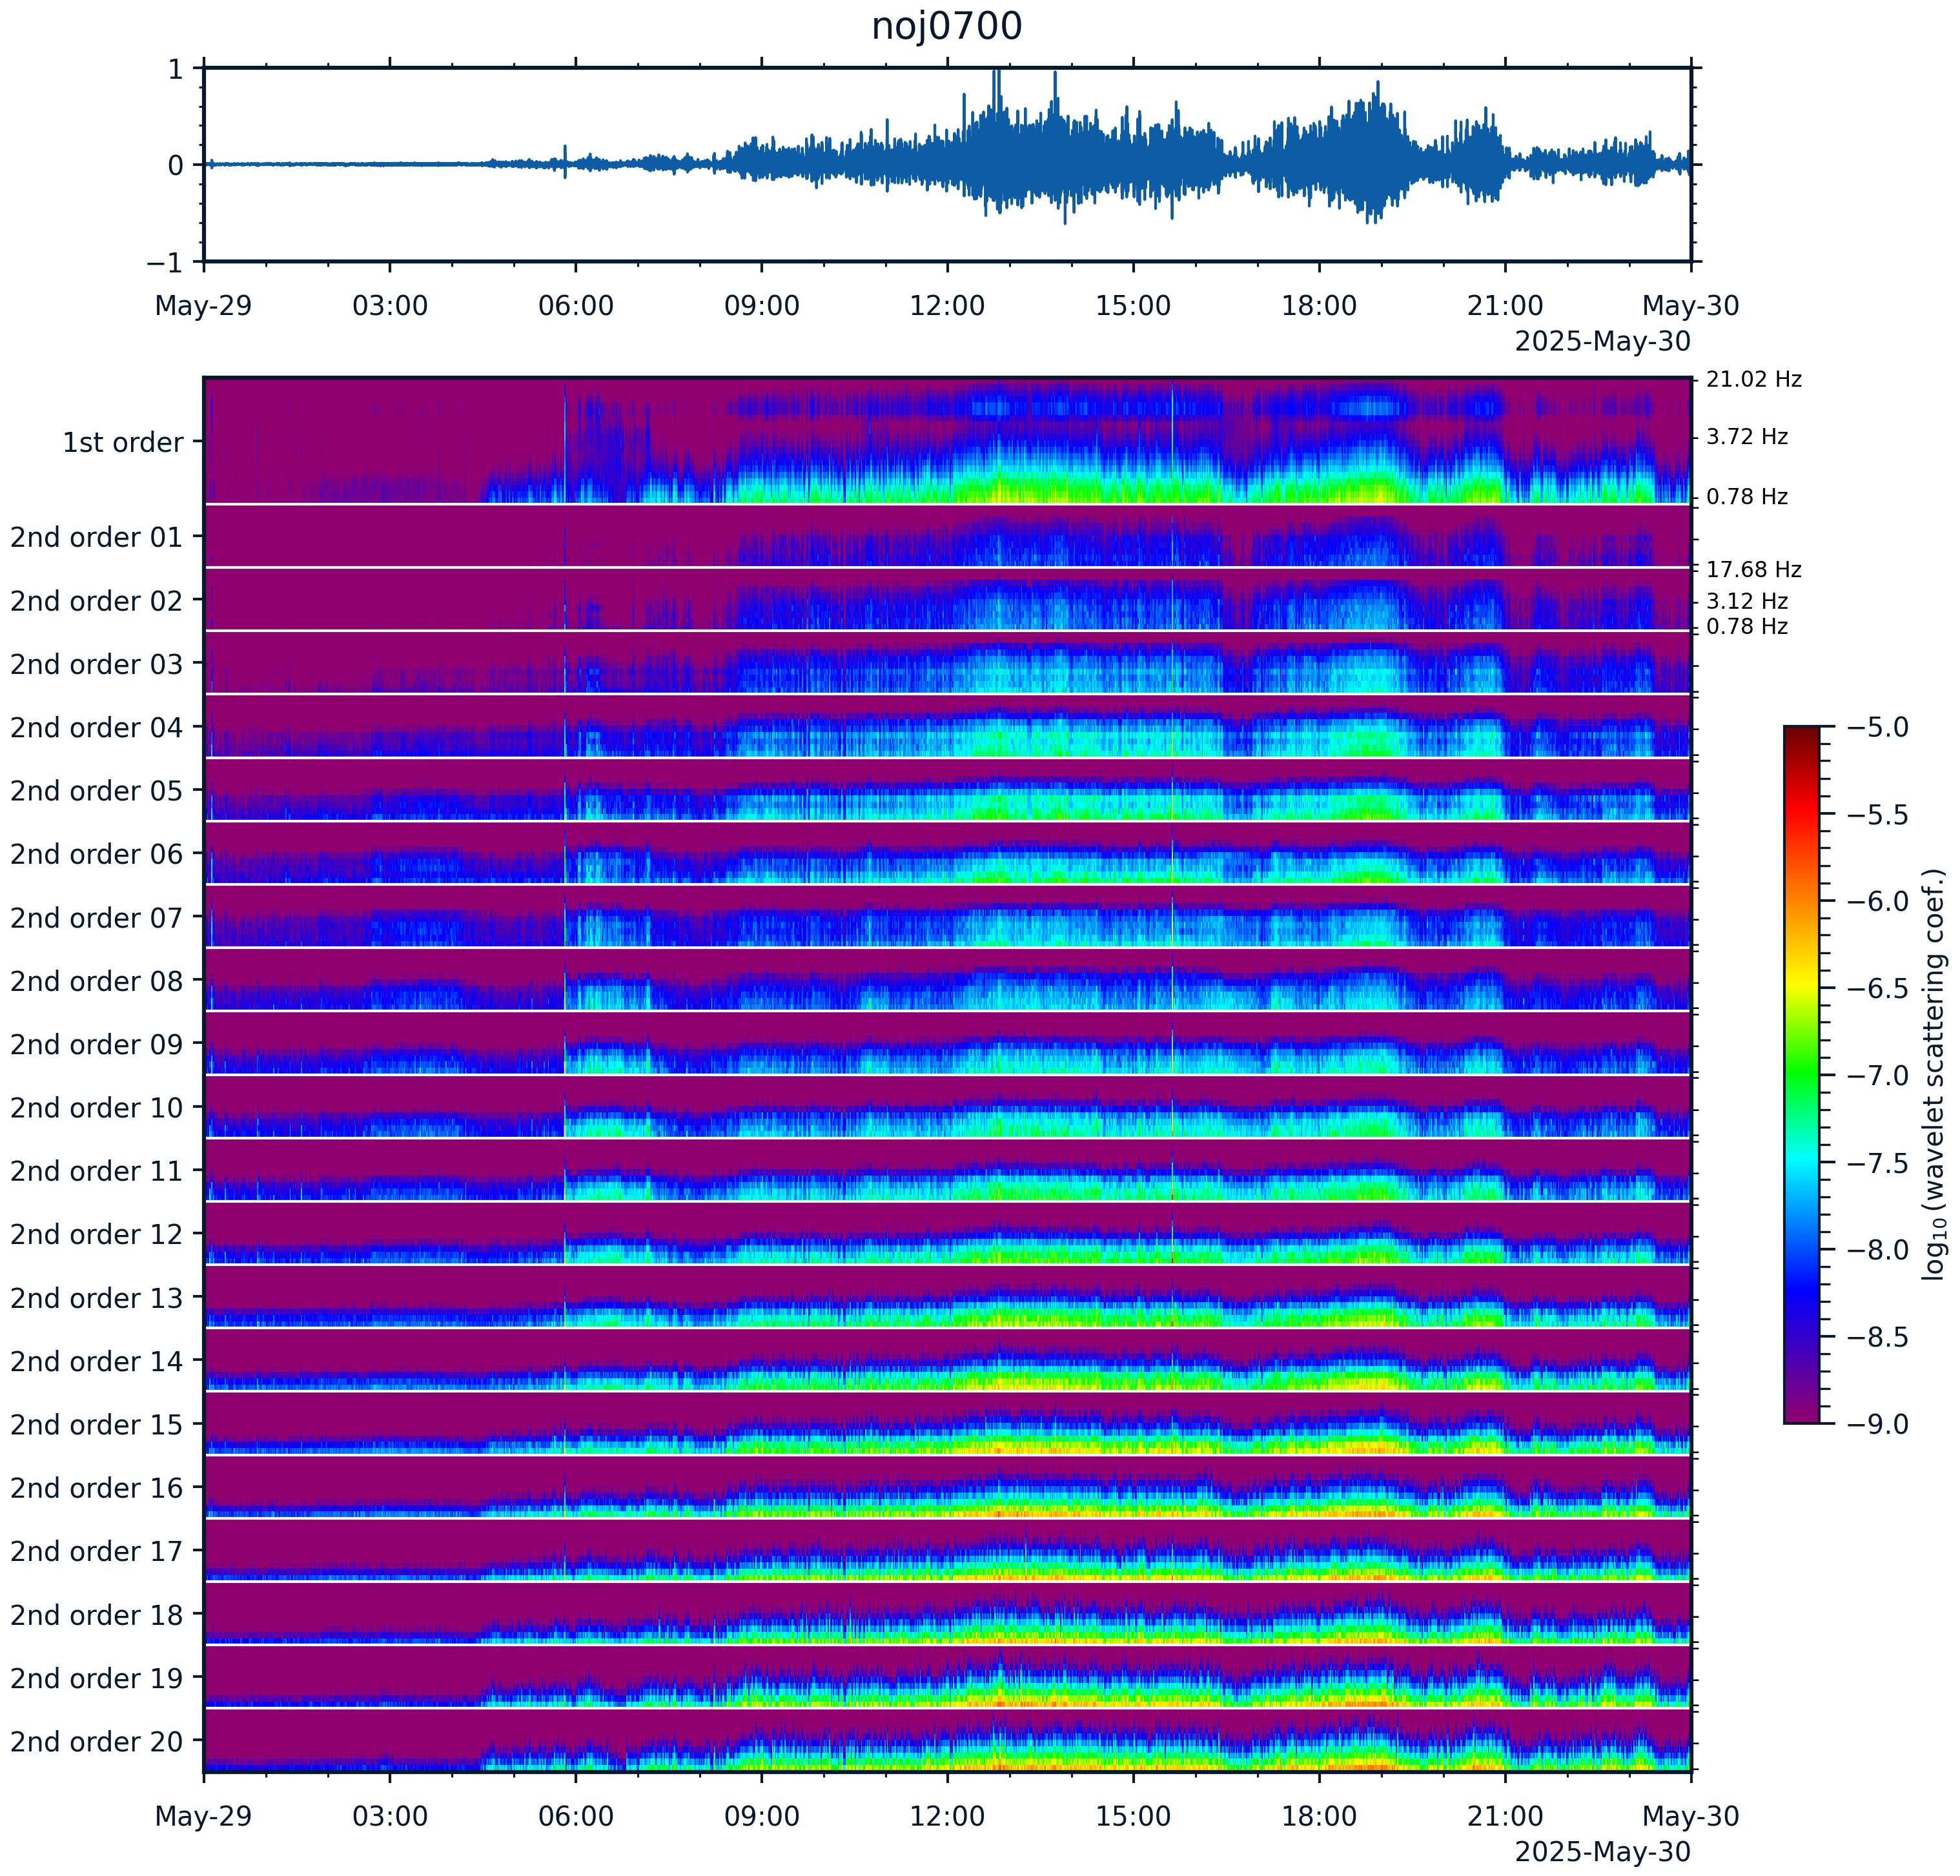 noj0700
1
0
−1
May-29 03:00 06:00 09:00 12:00 15:00 18:00 21:00 May-30
2025-May-30
21.02 Hz
1st order
3.72 Hz
0.78 Hz
2nd order 01
17.68 Hz
2nd order 02
3.12 Hz
0.78 Hz
2nd order 03
2nd order 04
2nd order 05
2nd order 06
2nd order 07
2nd order 08
2nd order 09
2nd order 10
2nd order 11
2nd order 12
2nd order 13
2nd order 14
2nd order 15
2nd order 16
2nd order 17
2nd order 18
2nd order 19
2nd order 20
May-29 03:00 06:00 09:00 12:00 15:00 18:00 21:00 May-30
2025-May-30
−5.0
−5.5
−6.0
−6.5
−7.0
−7.5
−8.0
−8.5
−9.0
log₁₀ (wavelet scattering coef.)